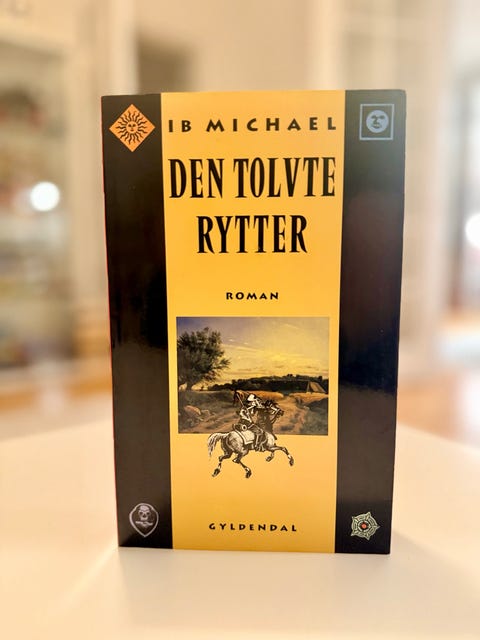 IB MICHAEL
DEN TOLVTE
RYTTER
ROMAN
GYLDENDAL